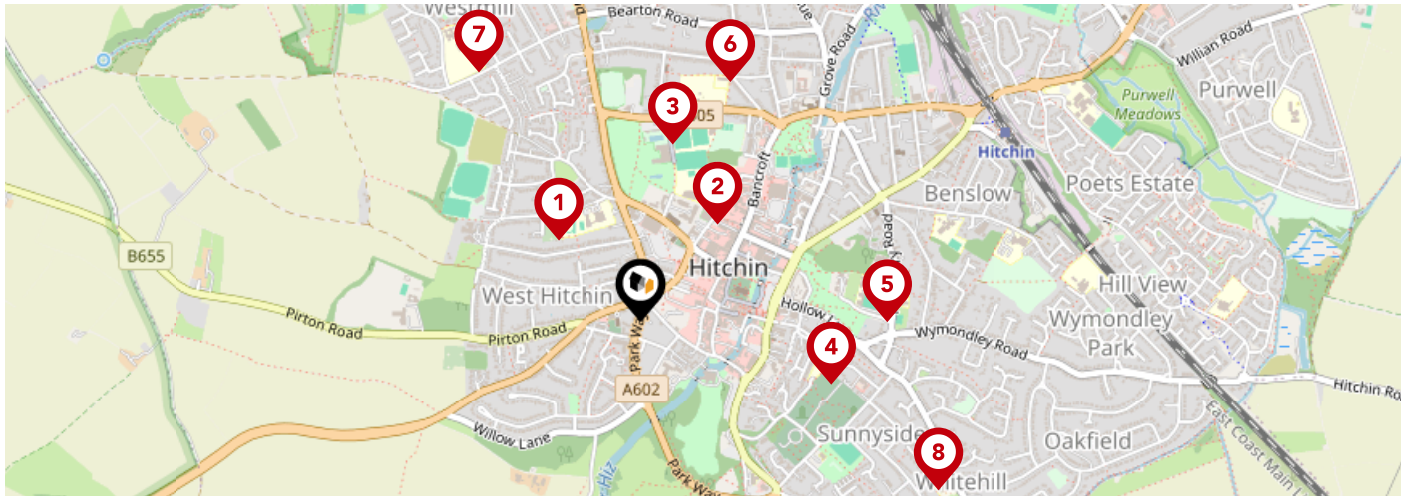 Westmill
7
Bearton Road
6
Grove Road
Willian Road
Purwell
3
Purwell
Meadows
Hitchin
Bancroft
2
1
Benslow
Poets Estate
B655
Hitchin
Road
West Hitchin
5
Hill View
Pirton Road
Pirton Road
Hollow
Wymondley
Park
Wymondley Road
4
Park Way
A602
Hitchin
Willow Lane
Sunnyside
Oakfield
East Coast Main
8
Whitehill
Hiz
Park Way